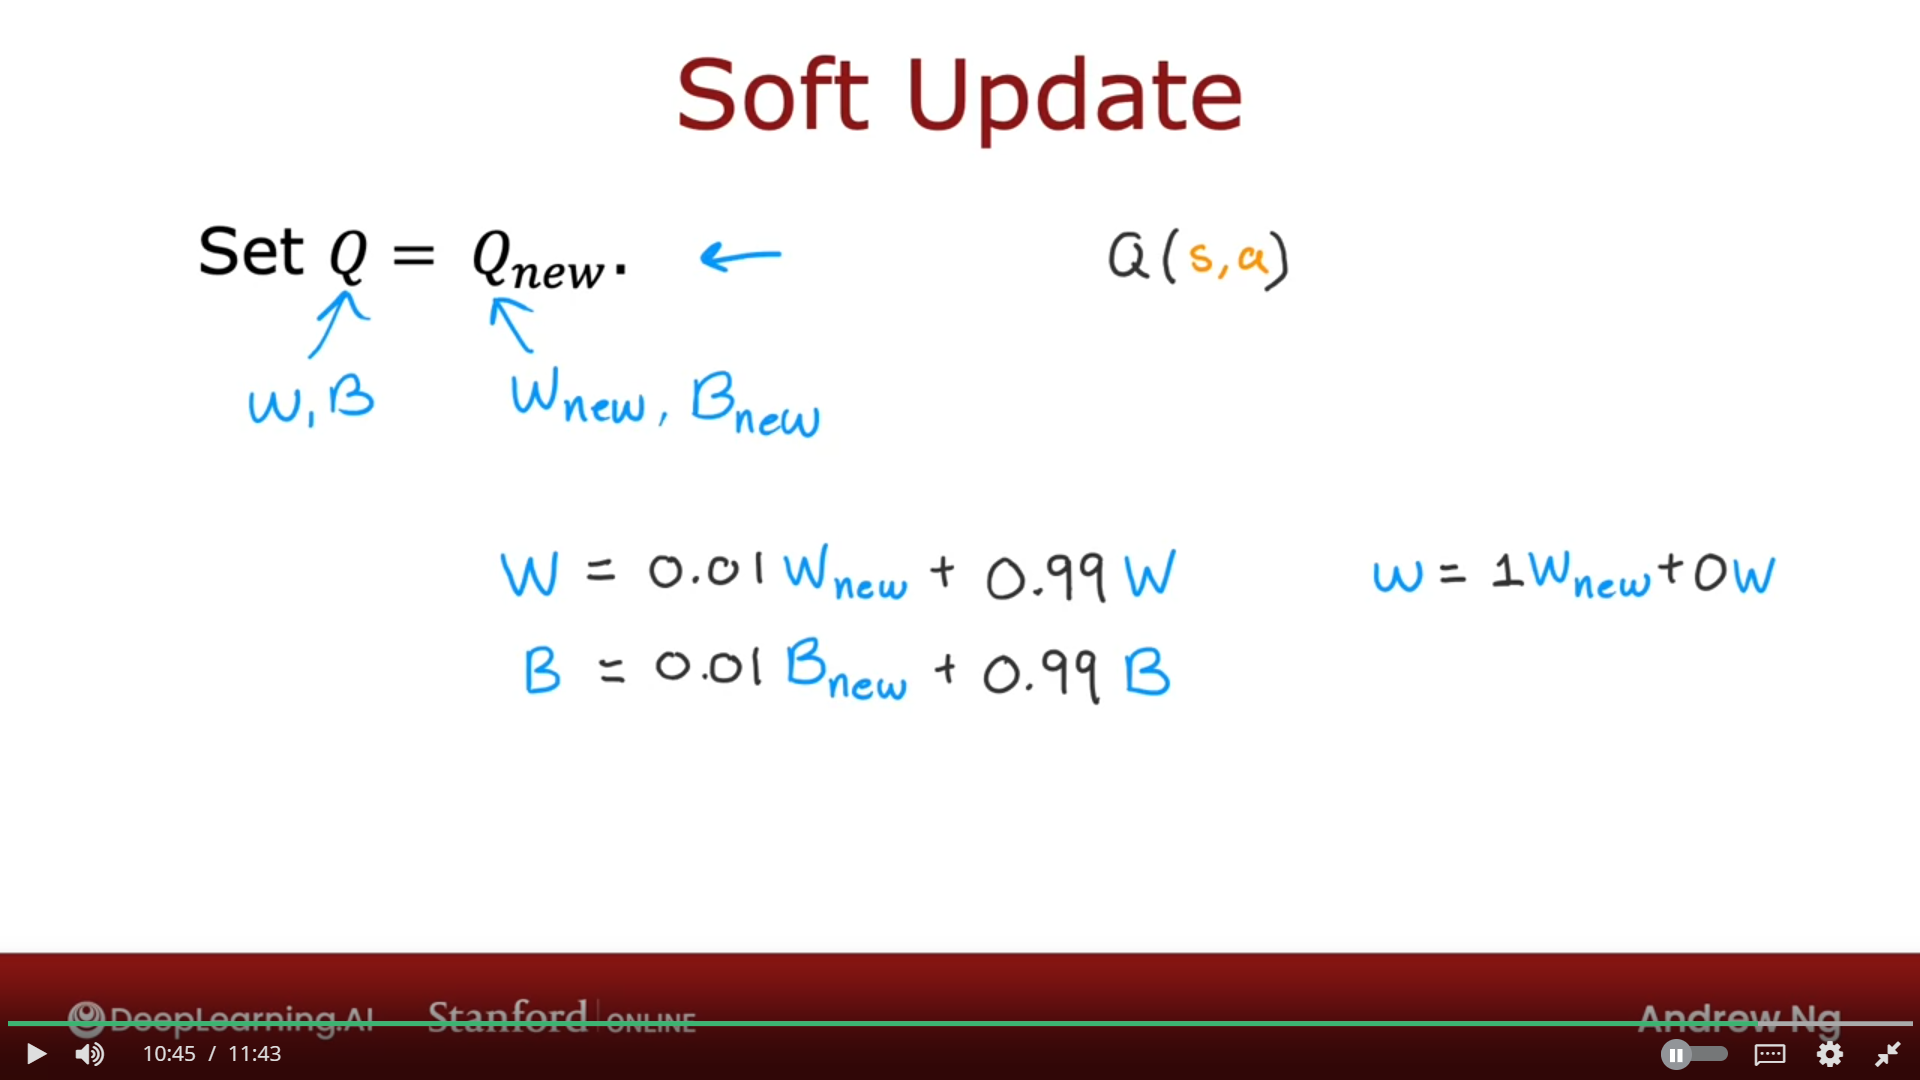 Soft Update
Set Q = Qnew. ← Q(s,a)
W,B Wnew, Bnew
W = 0.01 Wnew + 0.99 W w = 1Wnew+0W
B = 0.01 Bnew + 0.99 B
DeepLearning.AI Stanford ONLINE Andrew Ng
10:45 / 11:43